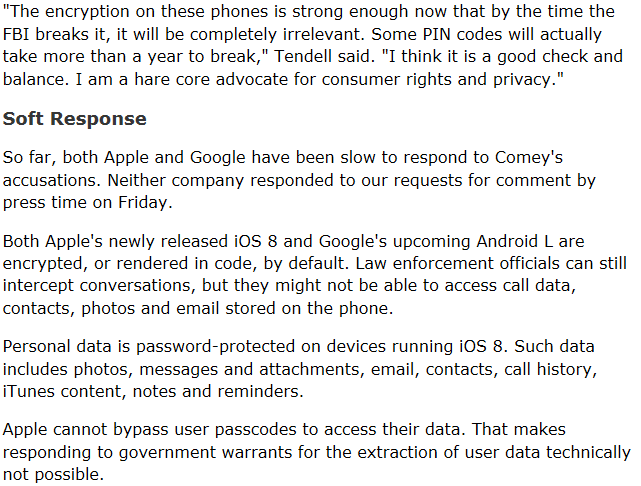 "The encryption on these phones is strong enough now that by the time the
FBI breaks it, it will be completely irrelevant. Some PIN codes will actually
take more than a year to break," Tendell said. "I think it is a good check and
balance. I am a hare core advocate for consumer rights and privacy."
Soft Response
So far, both Apple and Google have been slow to respond to Comey's
accusations. Neither company responded to our requests for comment by
press time on Friday.
Both Apple's newly released iOS 8 and Google's upcoming Android L are
encrypted, or rendered in code, by default. Law enforcement officials can still
intercept conversations, but they might not be able to access call data,
contacts, photos and email stored on the phone.
Personal data is password-protected on devices running iOS 8. Such data
includes photos, messages and attachments, email, contacts, call history,
iTunes content, notes and reminders.
Apple cannot bypass user passcodes to access their data. That makes
responding to government warrants for the extraction of user data technically
not possible.